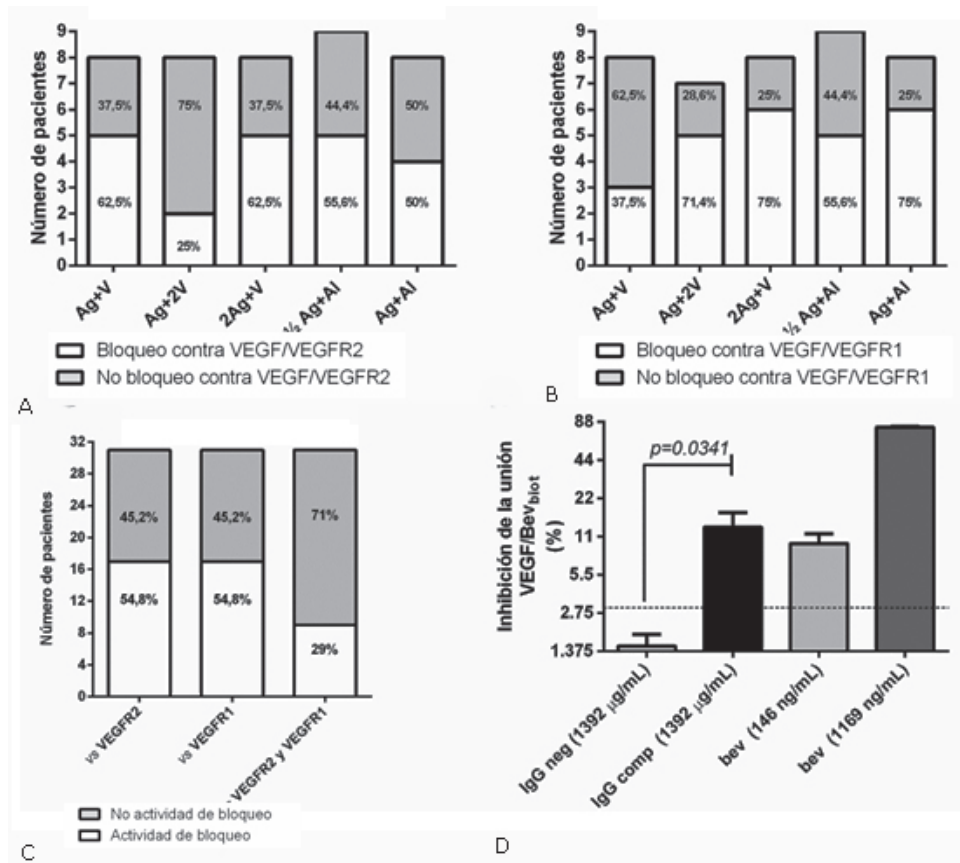 Número de pacientes
9
8
7
6
5
4
3
2
1
0
37,5%
75%
37,5%
44,4%
50%
62,5%
25%
62,5%
55,6%
50%
Ag+V
Ag+2V
2Ag+V
½ Ag+Al
Ag+Al
Bloqueo contra VEGF/VEGFR2
No bloqueo contra VEGF/VEGFR2
A
Número de pacientes
9
8
7
6
5
4
3
2
1
0
62,5%
28,6%
25%
44,4%
25%
37,5%
71,4%
75%
55,6%
75%
Ag+V
Ag+2V
2Ag+V
½ Ag+Al
Ag+Al
Bloqueo contra VEGF/VEGFR1
No bloqueo contra VEGF/VEGFR1
B
Número de pacientes
32
28
24
20
16
12
8
4
0
45,2%
45,2%
71%
54,8%
54,8%
29%
vs VEGFR2
vs VEGFR1
VEGFR2 y VEGFR1
No actividad de bloqueo
Actividad de bloqueo
C
Inhibición de la unión
VEGF/Bevbiot
(%)
88
44
22
11
5.5
2.75
1.375
p=0.0341
IgG neg (1392 µg/mL)
IgG comp (1392 µg/mL)
bev (146 ng/mL)
bev (1169 ng/mL)
D